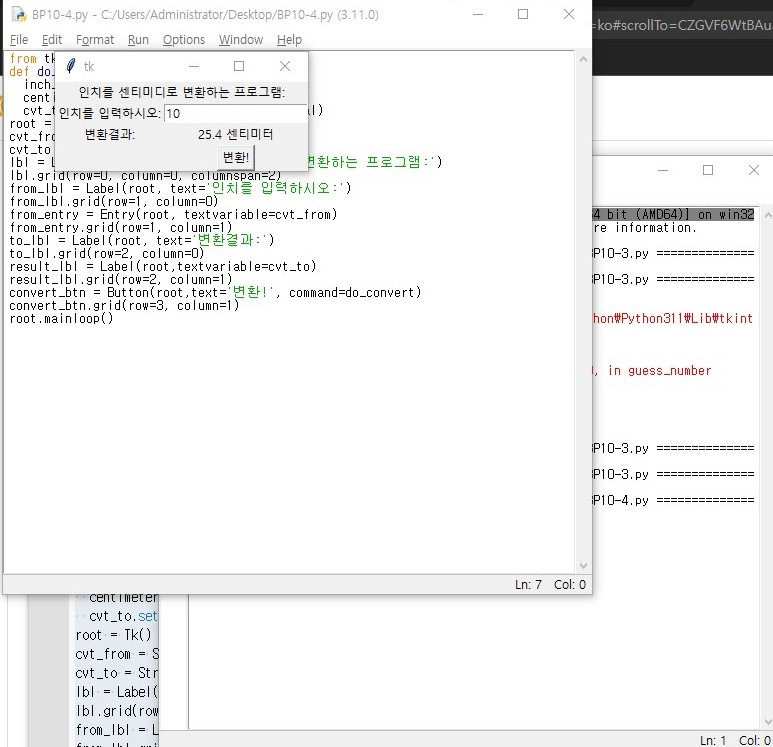 BP10-4.py - C:/Users/Administrator/Desktop/BP10-4.py (3.11.0)
File Edit Format Run Options Window Help
=ko#scrollTo=CZGVF6WtBAu
from tk
def do_
inch_
centi
cvt_t
l)
root =
cvt_fro
cvt_to
lbl = L
변환하는 프로그램:')
lbl.grid(row=0, column=0, columnspan=2)
from_lbl = Label(root, text='인치를 입력하시오:')
from_lbl.grid(row=1, column=0)
from_entry = Entry(root, textvariable=cvt_from)
from_entry.grid(row=1, column=1)
to_lbl = Label(root, text='변환결과:')
to_lbl.grid(row=2, column=0)
result_lbl = Label(root,textvariable=cvt_to)
result_lbl.grid(row=2, column=1)
convert_btn = Button(root,text='변환!', command=do_convert)
convert_btn.grid(row=3, column=1)
root.mainloop()
Ln: 7 Col: 0
tk
인치를 센티미디로 변환하는 프로그램:
인치를 입력하시오: 10
변환결과: 25.4 센티미터
변환!
64 bit (AMD64)] on win32
re information.
BP10-3.py ==============
BP10-3.py ==============
hon₩Python311₩Lib₩tkint
, in guess_number
BP10-3.py ==============
BP10-3.py ==============
BP10-4.py ==============
Ln: 1 Col: 0
centimeter
cvt_to.set
root = Tk()
cvt_from = S
cvt_to = Str
lbl = Label(
lbl.grid(row
from_lbl = L